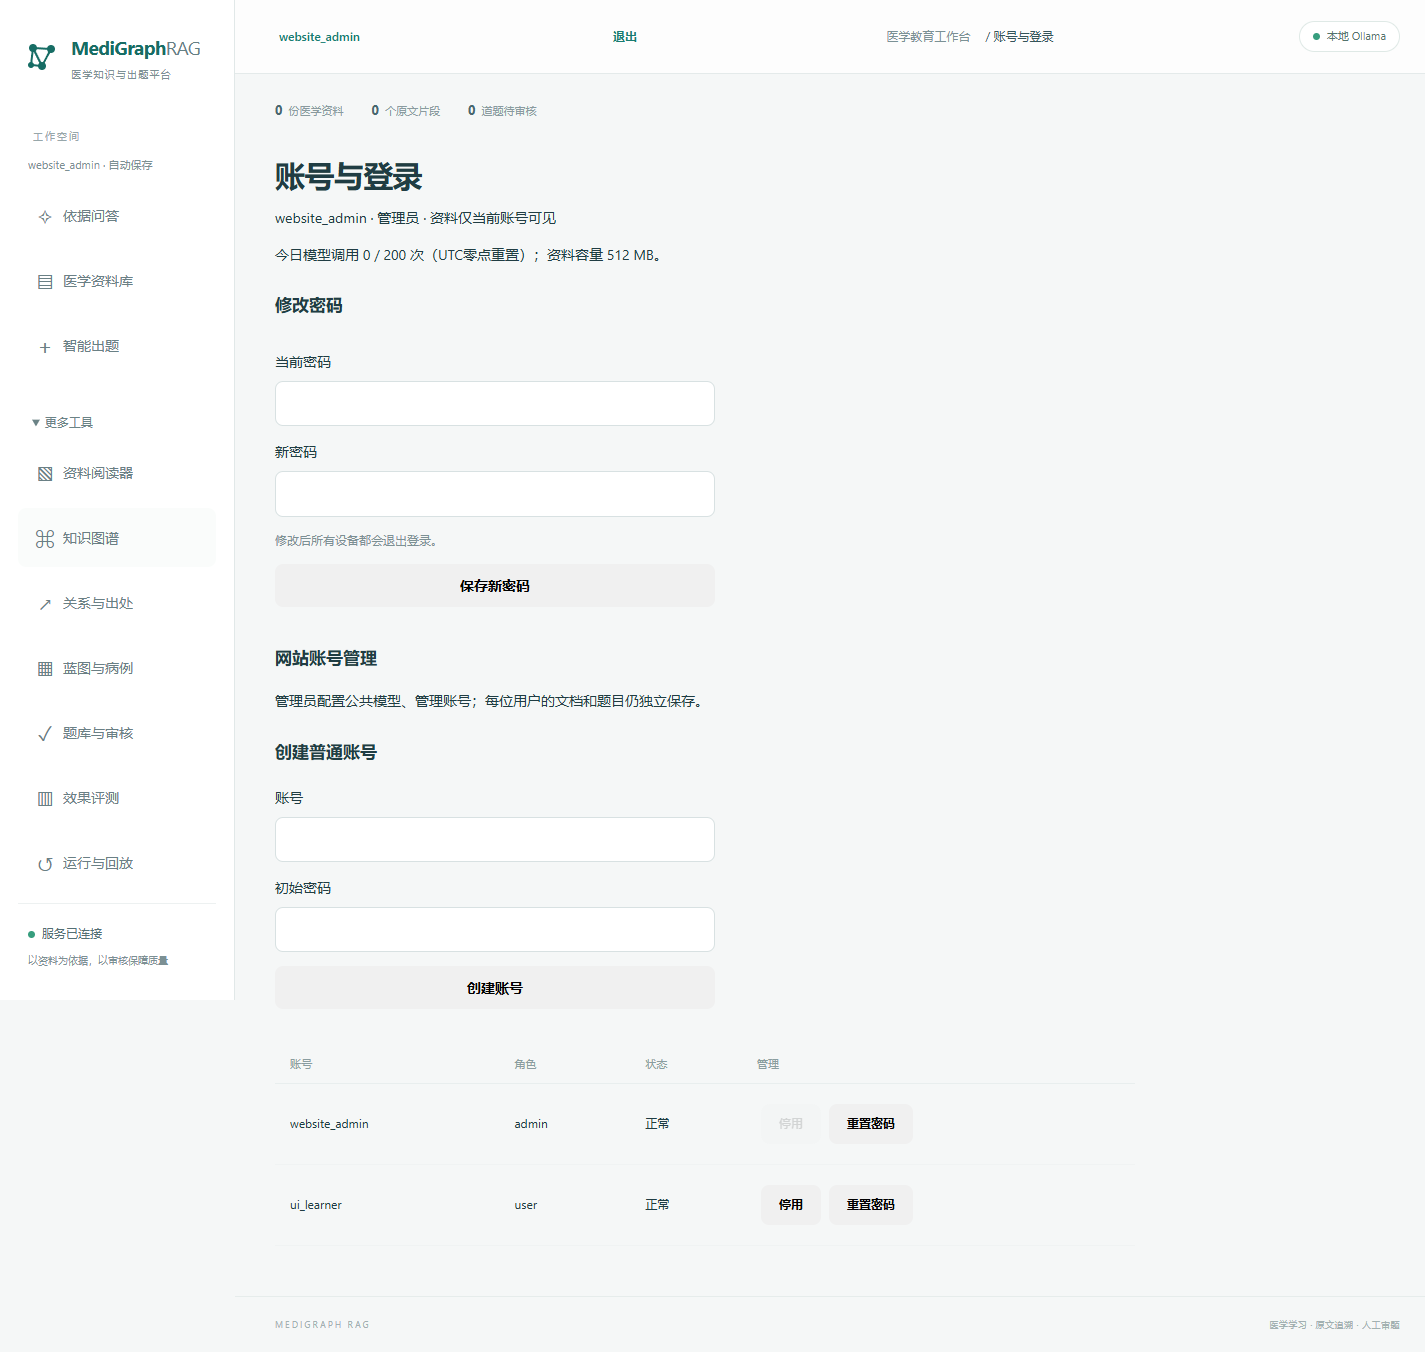 MediGraphRAG
医学知识与出题平台
工作空间
website_admin · 自动保存
依据问答
医学资料库
智能出题
更多工具
资料阅读器
知识图谱
关系与出处
蓝图与病例
题库与审核
效果评测
运行与回放
服务已连接
以资料为依据，以审核保障质量
website_admin
退出
医学教育工作台 / 账号与登录
本地 Ollama
0 份医学资料 0 个原文片段 0 道题待审核
账号与登录
website_admin · 管理员 · 资料仅当前账号可见
今日模型调用 0 / 200 次（UTC零点重置）；资料容量 512 MB。
修改密码
当前密码
新密码
修改后所有设备都会退出登录。
保存新密码
网站账号管理
管理员配置公共模型、管理账号；每位用户的文档和题目仍独立保存。
创建普通账号
账号
初始密码
创建账号
账号 角色 状态 管理
website_admin admin 正常 停用 重置密码
ui_learner user 正常 停用 重置密码
MEDIGRAPH RAG
医学学习 · 原文追溯 · 人工审题